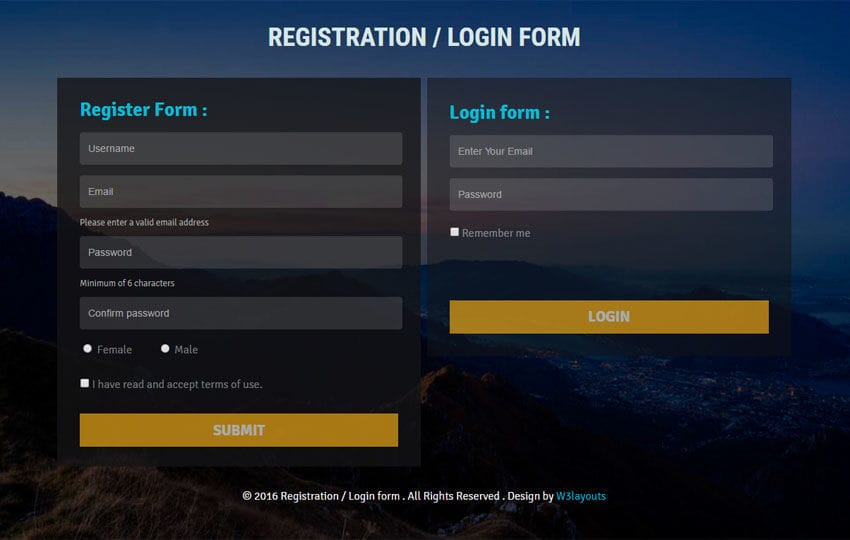 REGISTRATION / LOGIN FORM
Register Form :
Username
Email
Please enter a valid email address
Password
Minimum of 6 characters
Confirm password
Female Male
I have read and accept terms of use.
SUBMIT
Login form :
Enter Your Email
Password
Remember me
LOGIN
© 2016 Registration / Login form . All Rights Reserved . Design by W3layouts